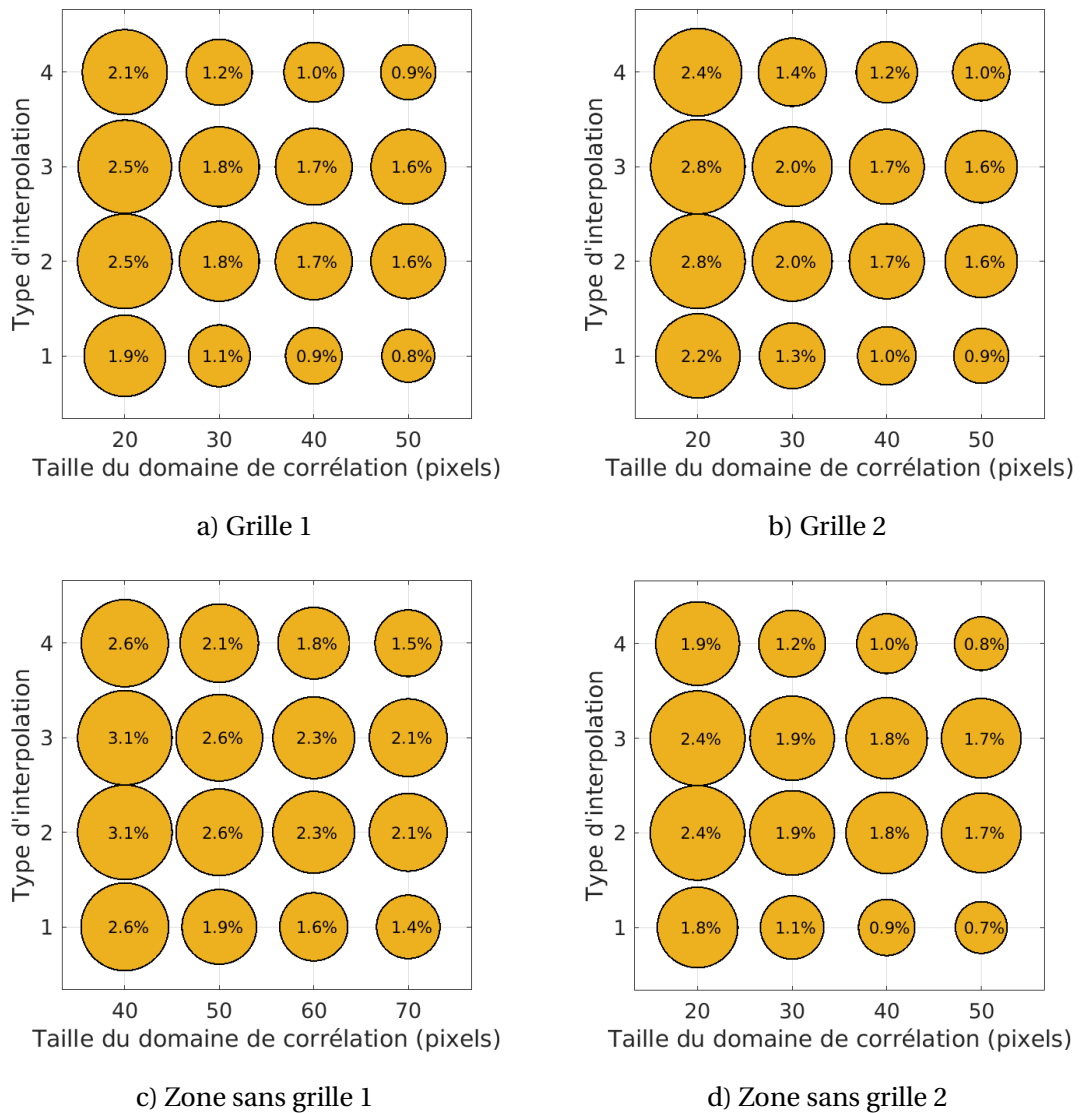 Type d'interpolation
4 2.1% 1.2% 1.0% 0.9%
3 2.5% 1.8% 1.7% 1.6%
2 2.5% 1.8% 1.7% 1.6%
1 1.9% 1.1% 0.9% 0.8%
20 30 40 50
Taille du domaine de corrélation (pixels)
a) Grille 1
Type d'interpolation
4 2.4% 1.4% 1.2% 1.0%
3 2.8% 2.0% 1.7% 1.6%
2 2.8% 2.0% 1.7% 1.6%
1 2.2% 1.3% 1.0% 0.9%
20 30 40 50
Taille du domaine de corrélation (pixels)
b) Grille 2
Type d'interpolation
4 2.6% 2.1% 1.8% 1.5%
3 3.1% 2.6% 2.3% 2.1%
2 3.1% 2.6% 2.3% 2.1%
1 2.6% 1.9% 1.6% 1.4%
40 50 60 70
Taille du domaine de corrélation (pixels)
c) Zone sans grille 1
Type d'interpolation
4 1.9% 1.2% 1.0% 0.8%
3 2.4% 1.9% 1.8% 1.7%
2 2.4% 1.9% 1.8% 1.7%
1 1.8% 1.1% 0.9% 0.7%
20 30 40 50
Taille du domaine de corrélation (pixels)
d) Zone sans grille 2